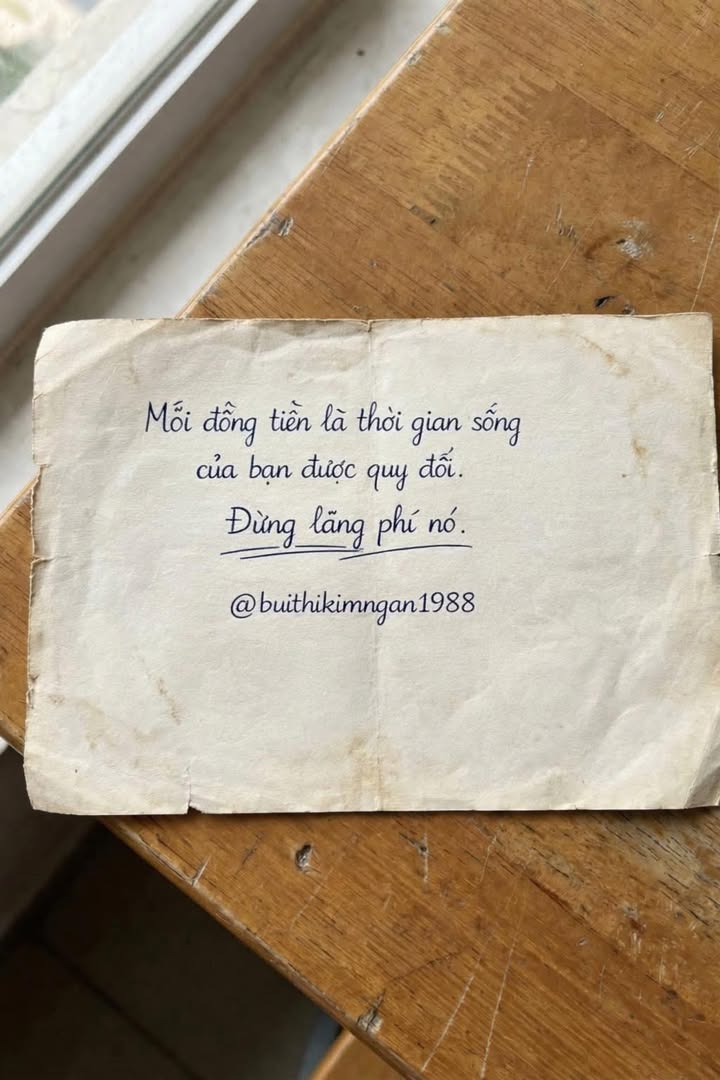 Mỗi đồng tiền là thời gian sống
của bạn được quy đổi.
Đừng lãng phí nó.
@buithikimngan1988